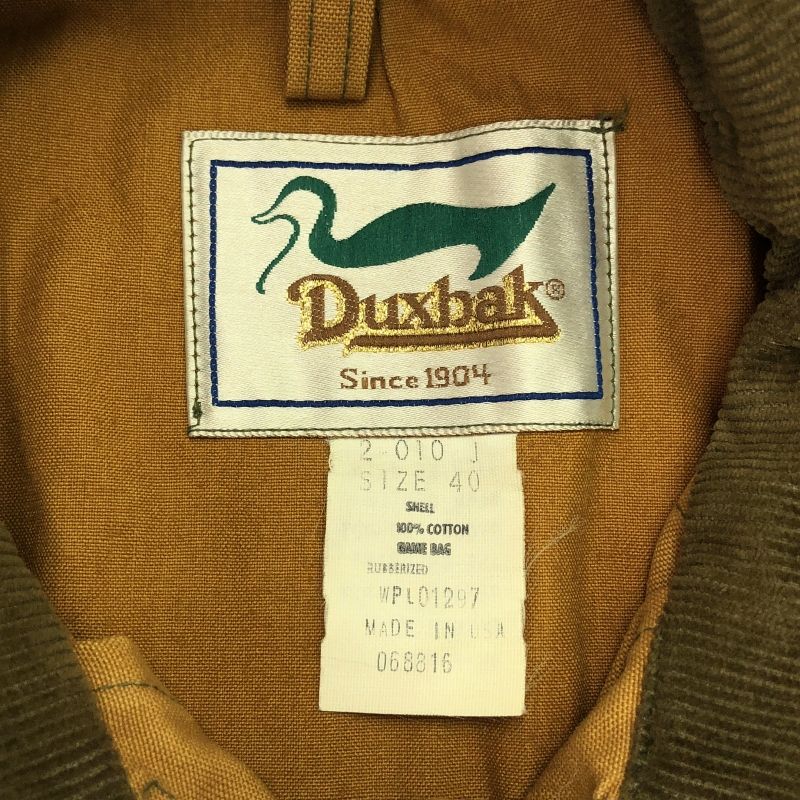 Duxbak®
Since 1904
2-010 J
SIZE 40
SHELL
100% COTTON
GAME BAG
RUBBERIZED
WPL01297
MADE IN USA
068816